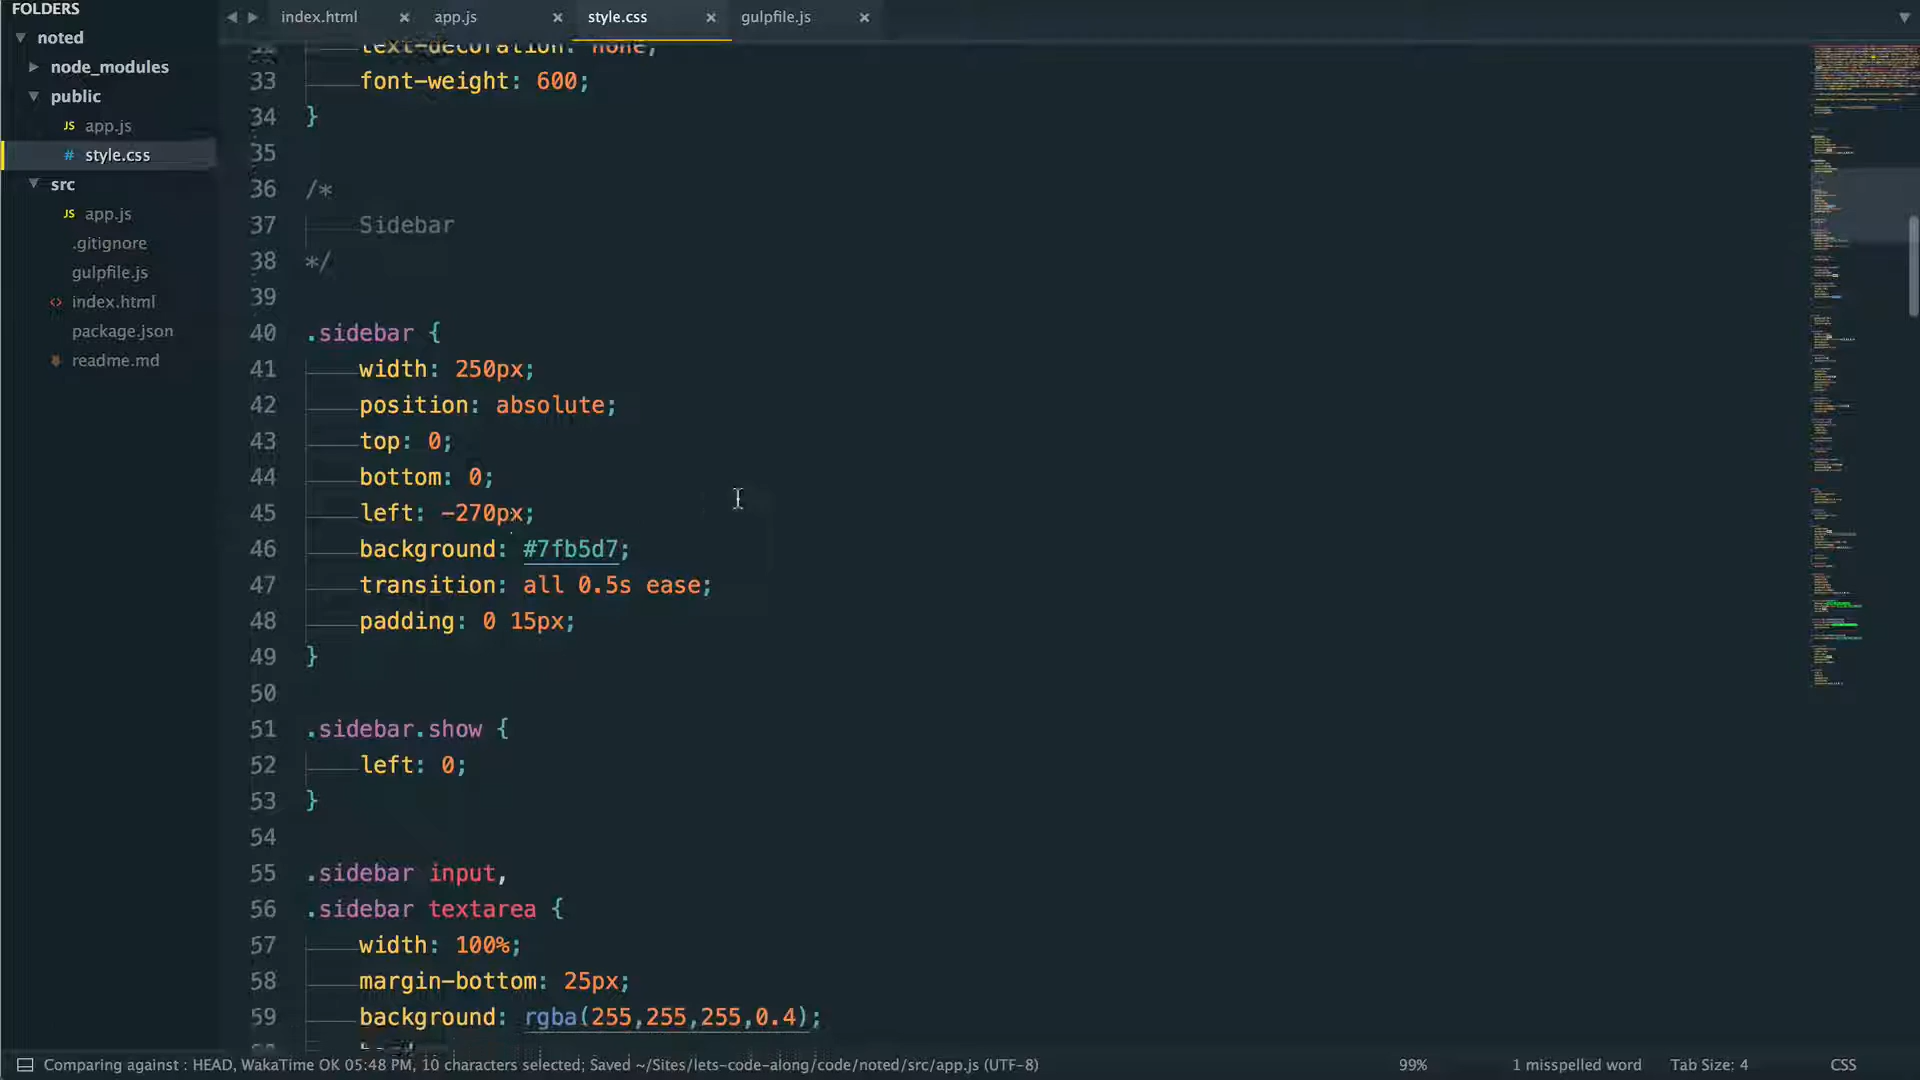 FOLDERS
noted
node_modules
public
JS app.js
# style.css
src
JS app.js
.gitignore
gulpfile.js
<> index.html
package.json
readme.md
index.html × app.js × style.css × gulpfile.js ×
text-decoration: none;
33 font-weight: 600;
34 }
35
36 /*
37 Sidebar
38 */
39
40 .sidebar {
41 width: 250px;
42 position: absolute;
43 top: 0;
44 bottom: 0;
45 left: -270px;
46 background: #7fb5d7;
47 transition: all 0.5s ease;
48 padding: 0 15px;
49 }
50
51 .sidebar.show {
52 left: 0;
53 }
54
55 .sidebar input,
56 .sidebar textarea {
57 width: 100%;
58 margin-bottom: 25px;
59 background: rgba(255,255,255,0.4);
Comparing against : HEAD, WakaTime OK 05:48 PM, 10 characters selected; Saved ~/Sites/lets-code-along/code/noted/src/app.js (UTF-8) 99% 1 misspelled word Tab Size: 4 CSS